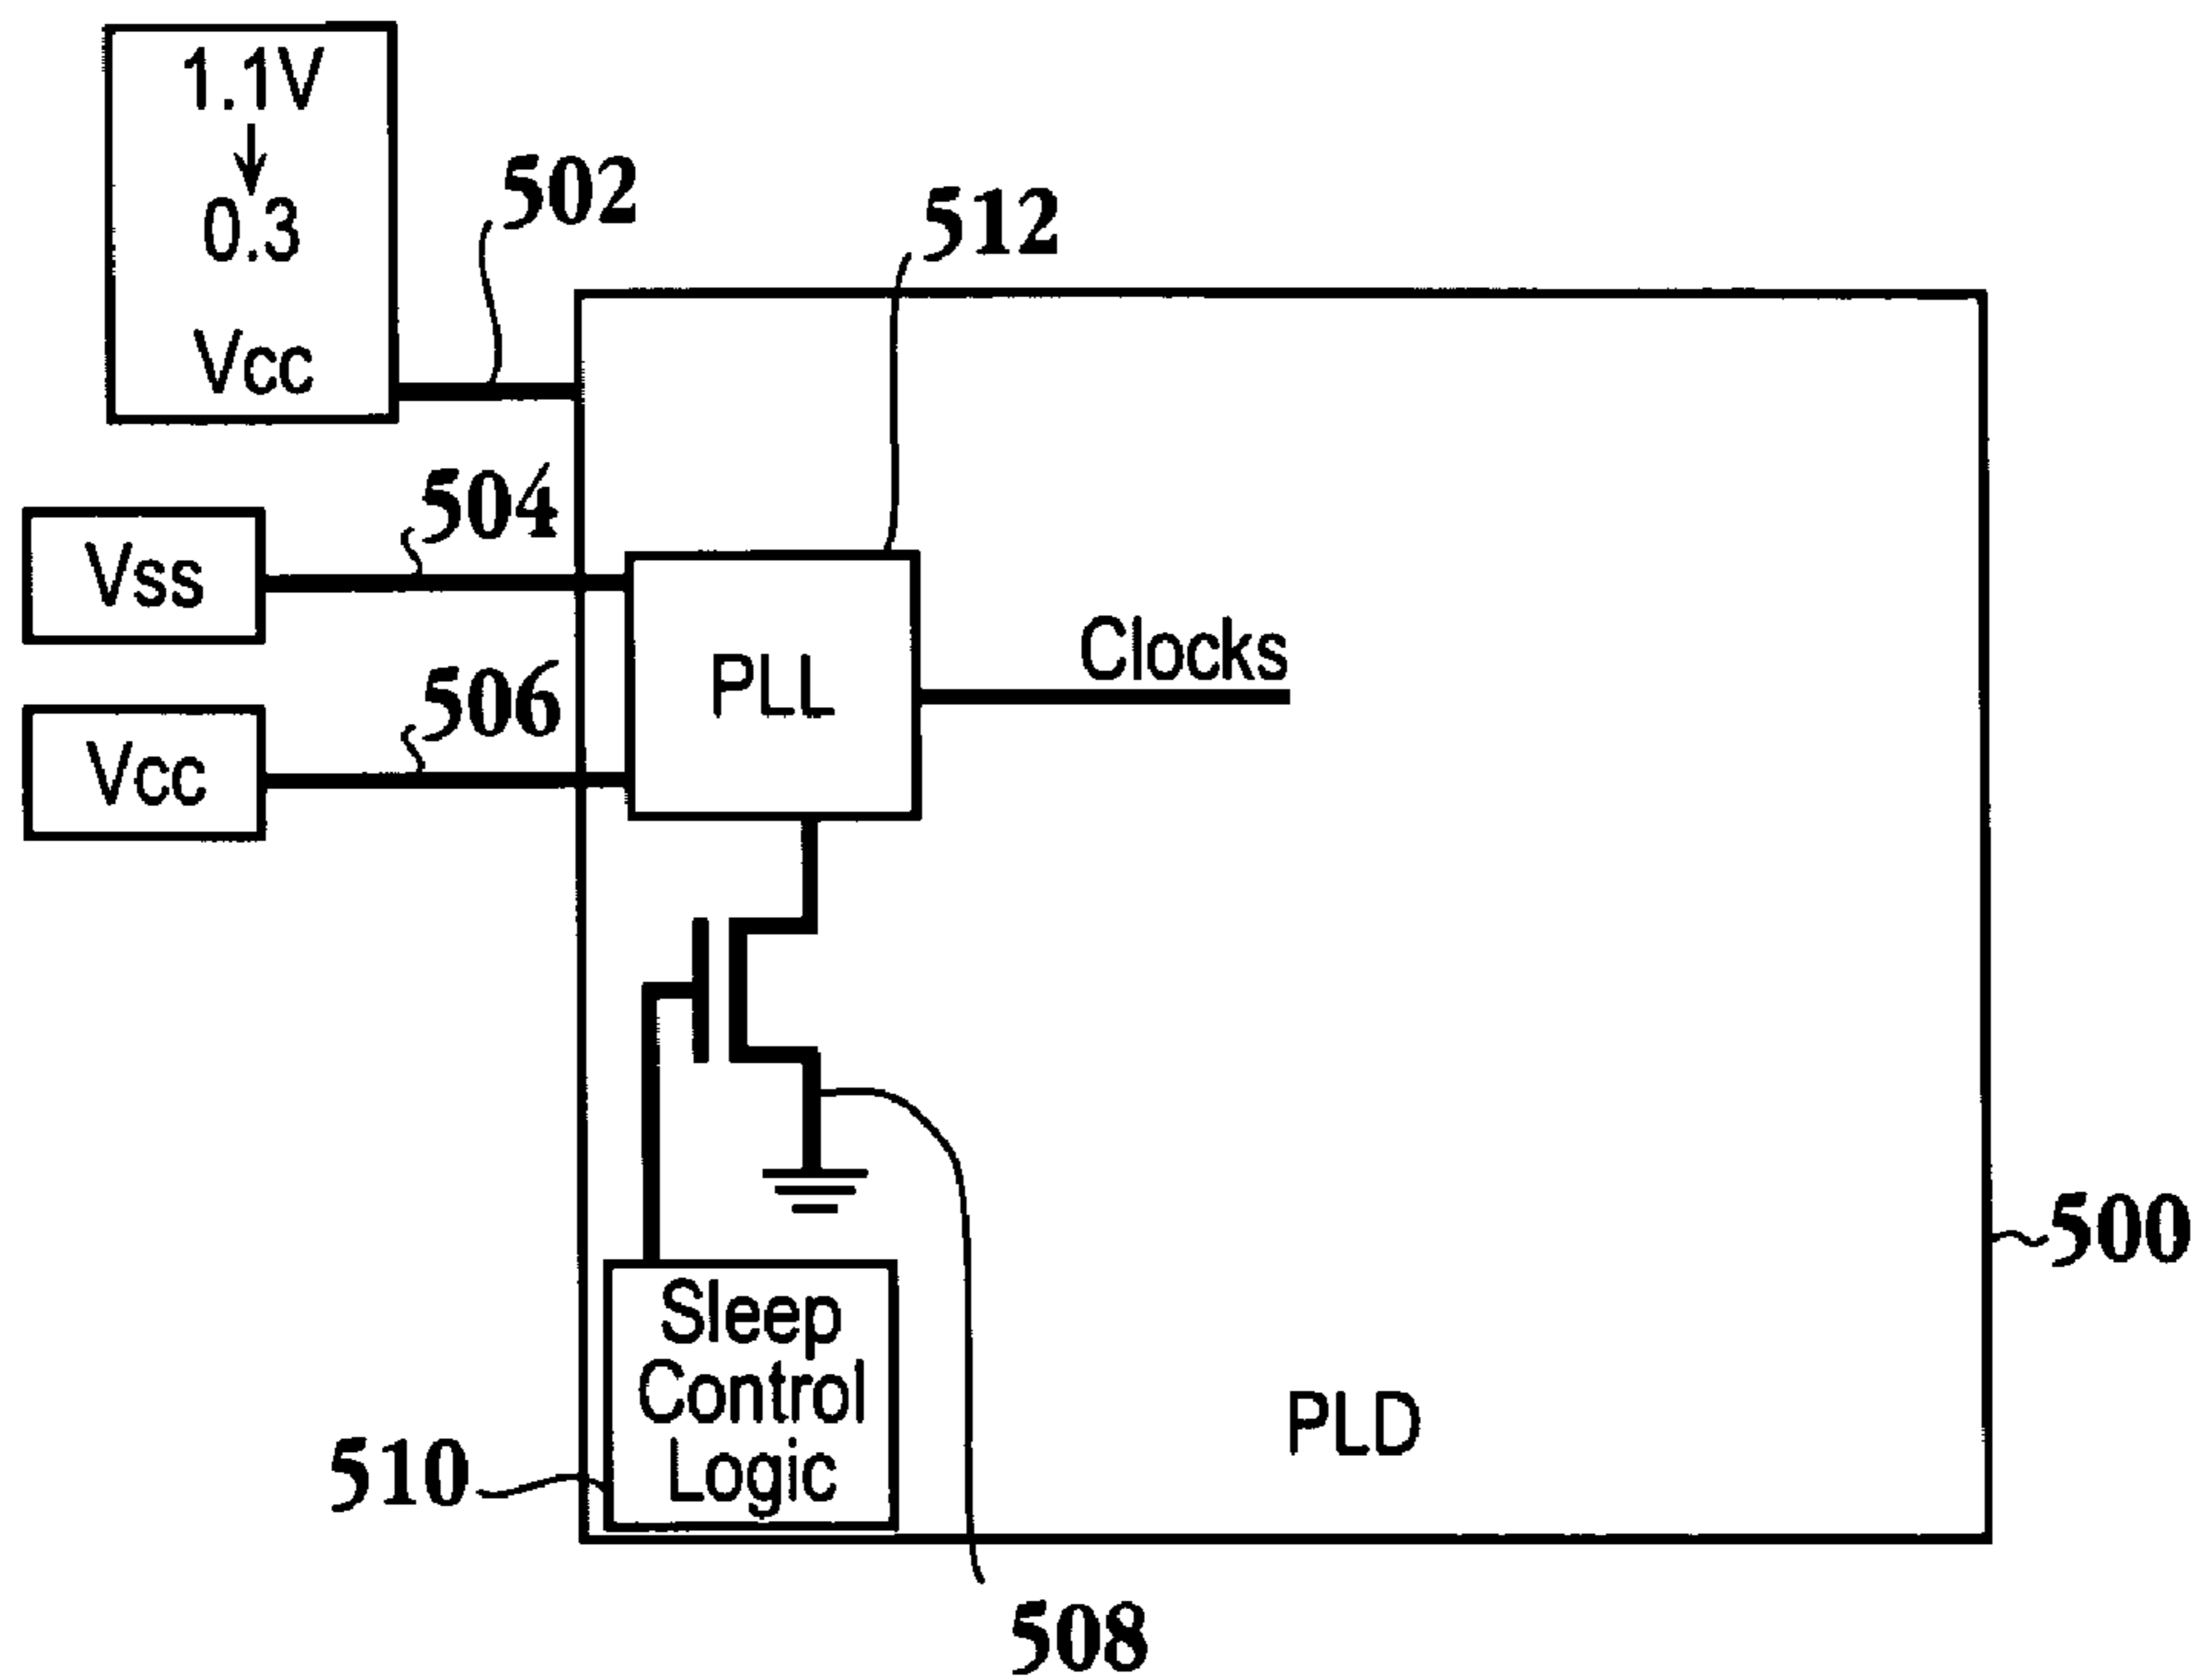 1.1V
0.3
Vcc
502
512
504
Vss
Clocks
PLL
506
Vcc
500
Sleep
Control
Logic
PLD
510
508